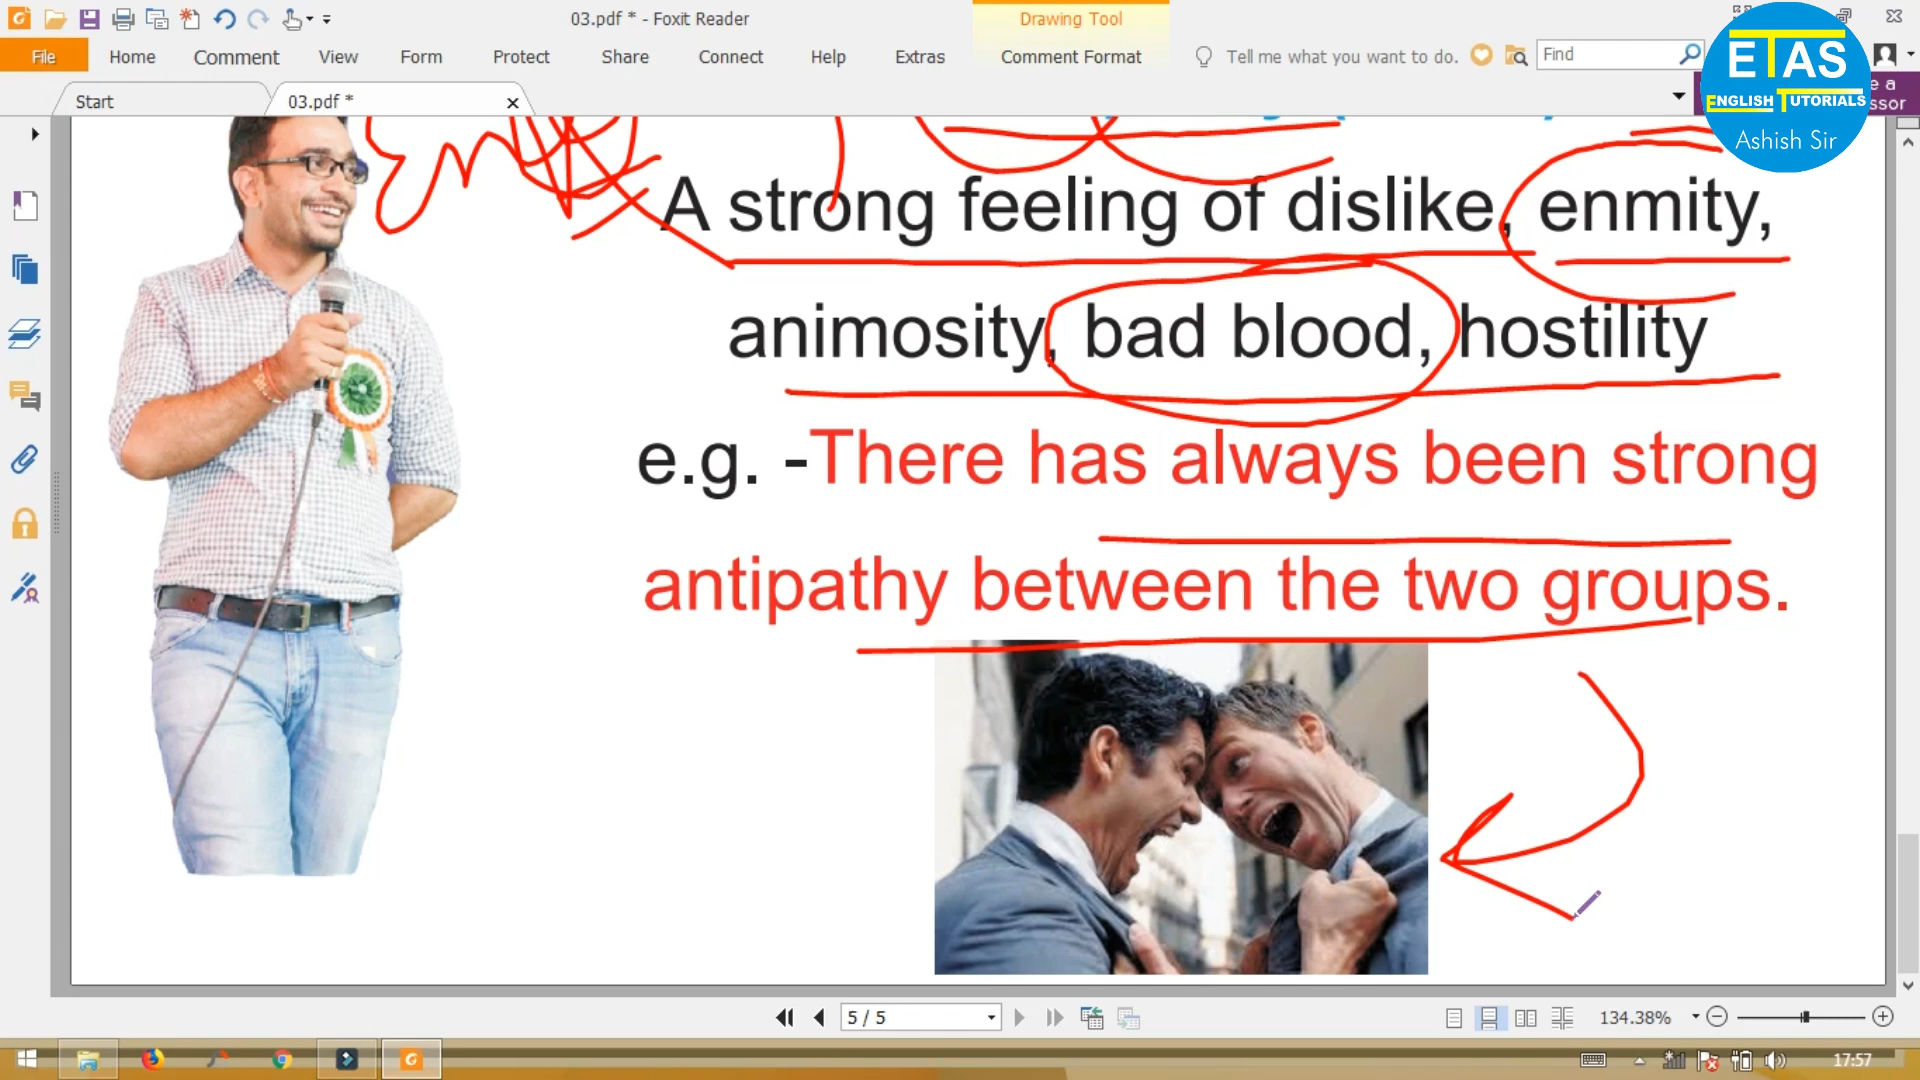 03.pdf * - Foxit Reader
Drawing Tool
File
Home
Comment
View
Form
Protect
Share
Connect
Help
Extras
Comment Format
Tell me what you want to do.
Find
ETAS
ENGLISH TUTORIALS
Ashish Sir
e a
ssor
Start
03.pdf *
A strong feeling of dislike, enmity,
animosity, bad blood, hostility
e.g. -There has always been strong
antipathy between the two groups.
5 / 5
134.38%
17:57